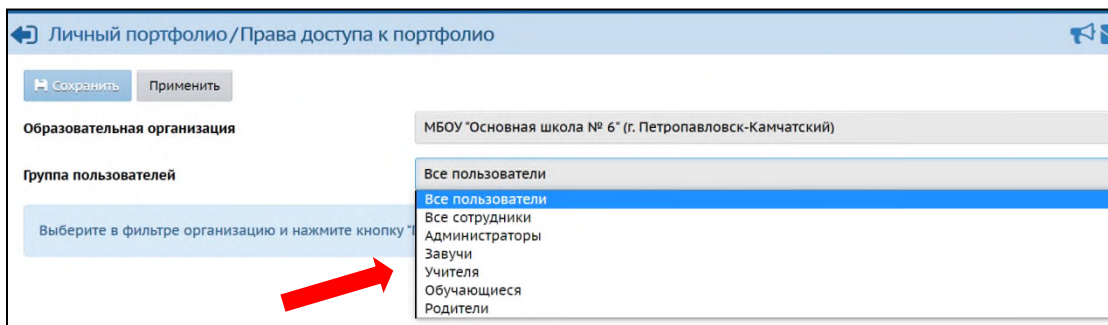 Личный портфолио/Права доступа к портфолио
Сохранить Применить
Образовательная организация МБОУ "Основная школа № 6" (г. Петропавловск-Камчатский)
Группа пользователей Все пользователи
Все пользователи
Все сотрудники
Выберите в фильтре организацию и нажмите кнопку
Администраторы
Завучи
Учителя
Обучающиеся
Родители